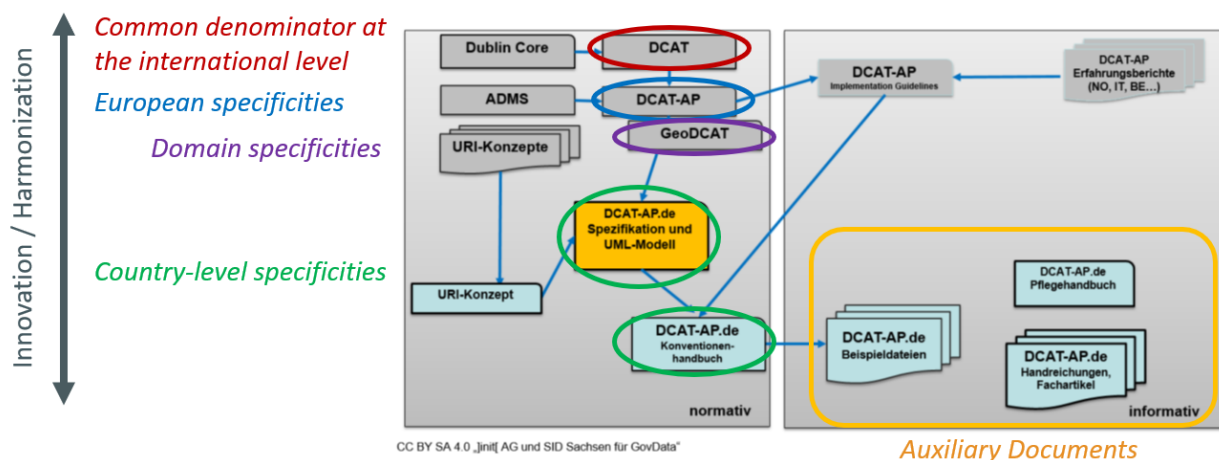 Innovation / Harmonization
Common denominator at
the international level
European specificities
Domain specificities
Country-level specificities
Dublin Core
DCAT
ADMS
DCAT-AP
URI-Konzepte
GeoDCAT
DCAT-AP.de
Spezifikation und
UML-Modell
URI-Konzept
DCAT-AP.de
Konventionen-
handbuch
normativ
DCAT-AP
Implementation Guidelines
DCAT-AP
Erfahrungsberichte
(NO, IT, BE...)
DCAT-AP.de
Pflegehandbuch
DCAT-AP.de
Beispieldateien
DCAT-AP.de
Handreichungen,
Fachartikel
informativ
CC BY SA 4.0 „]init[ AG und SID Sachsen für GovData“
Auxiliary Documents